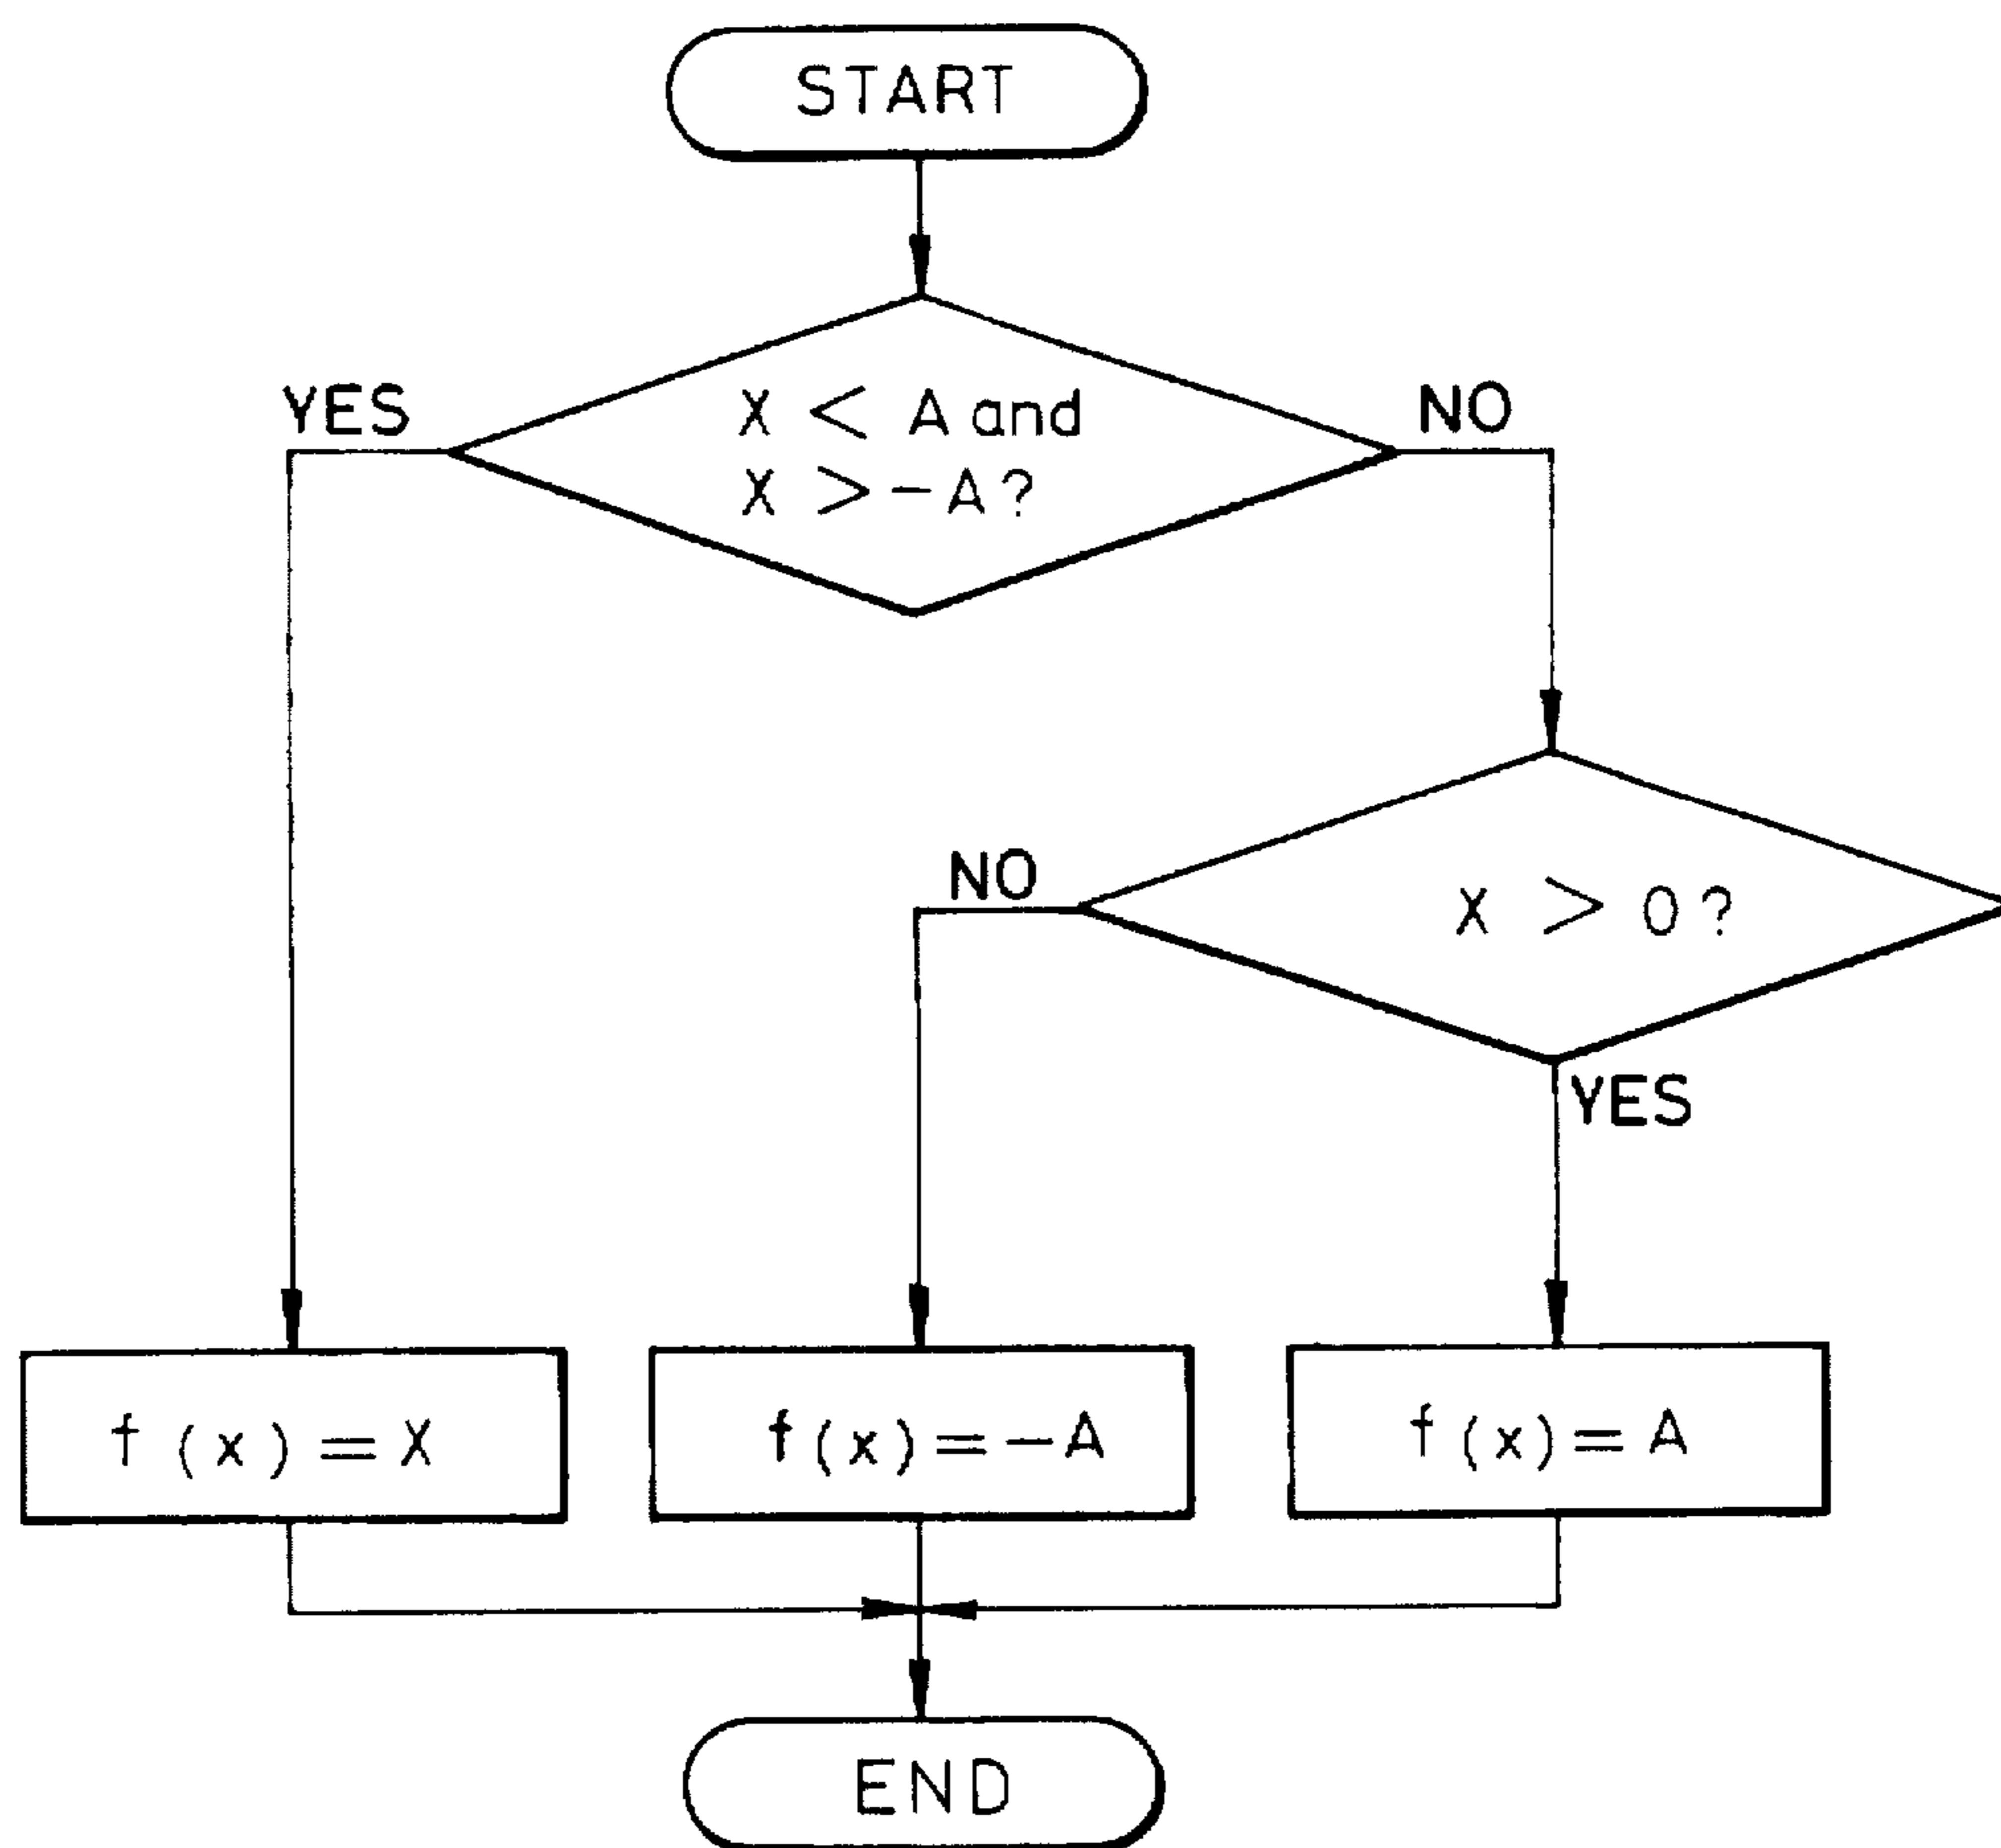 START
YES
X < A and
X > -A?
NO
NO
X > 0?
YES
f(x)=X
f(x)=-A
f(x)=A
END